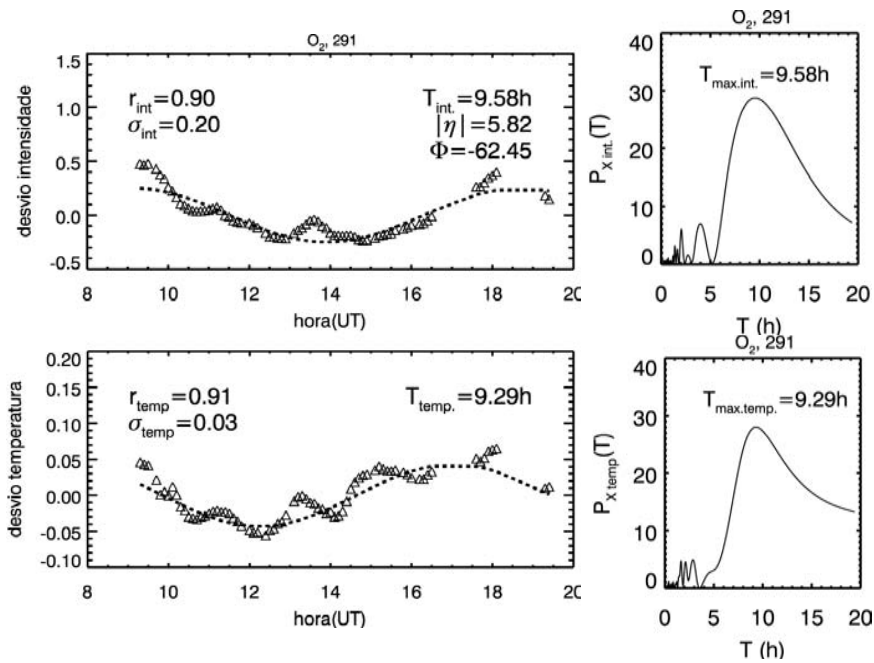 O₂, 291
desvio intensidade
1.5
1.0
0.5
0.0
-0.5
r_int=0.90
σ_int=0.20
T_int.=9.58h
|η|=5.82
Φ=-62.45
8 10 12 14 16 18 20
hora(UT)
O₂, 291
P_X int.(T)
40
30
20
10
0
T_max.int.=9.58h
0 5 10 15 20
T (h)
desvio temperatura
0.20
0.15
0.10
0.05
0.00
-0.05
-0.10
r_temp=0.91
σ_temp=0.03
T_temp.=9.29h
8 10 12 14 16 18 20
hora(UT)
O₂, 291
P_X temp(T)
40
30
20
10
0
T_max.temp.=9.29h
0 5 10 15 20
T (h)